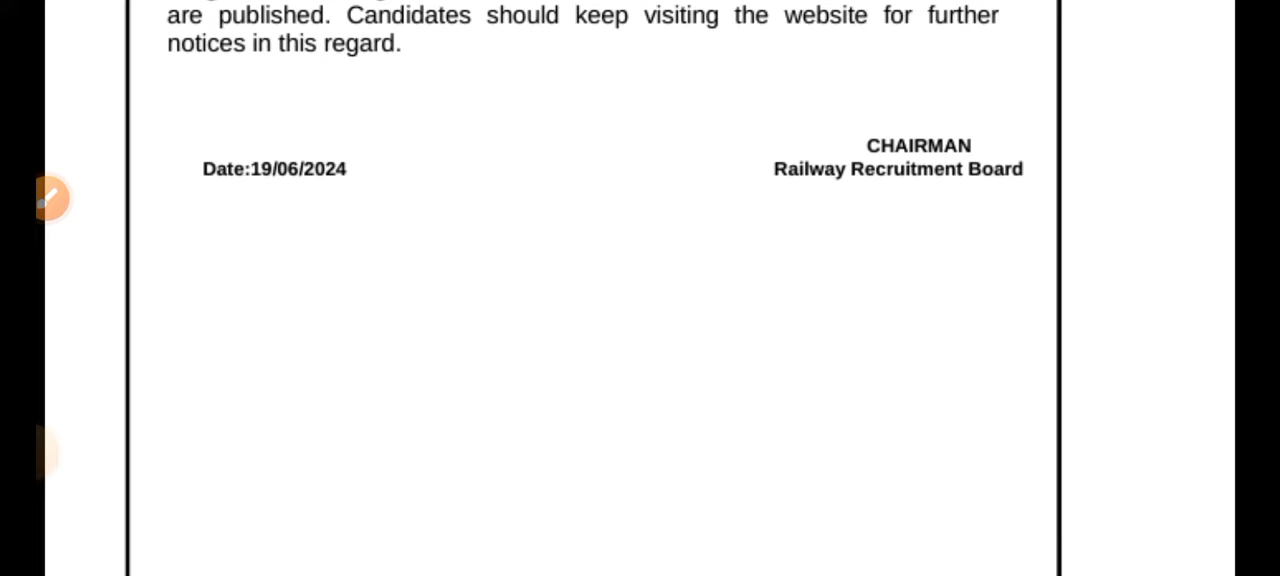 are published. Candidates should keep visiting the website for further
notices in this regard.
CHAIRMAN
Date:19/06/2024 Railway Recruitment Board